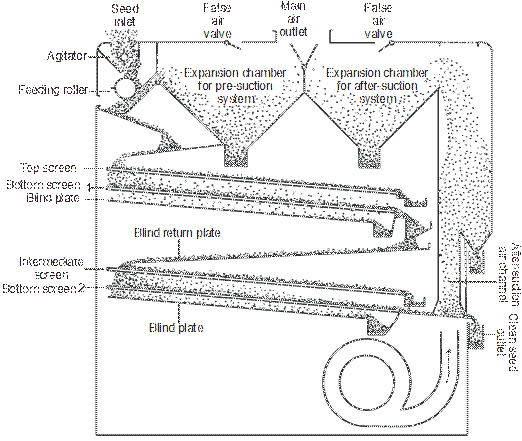 Seed
inlet
False
air
valve
Main
air
outlet
False
air
valve
Agitator
Feeding roller
Expansion chamber
for pre-suction
system
Expansion chamber
for after-suction
system
Top screen
Bottom screen 1
Blind plate
Blind return plate
Intermediate
screen
Bottom screen 2
Blind plate
After-suction
air channel
Clean seed
outlet